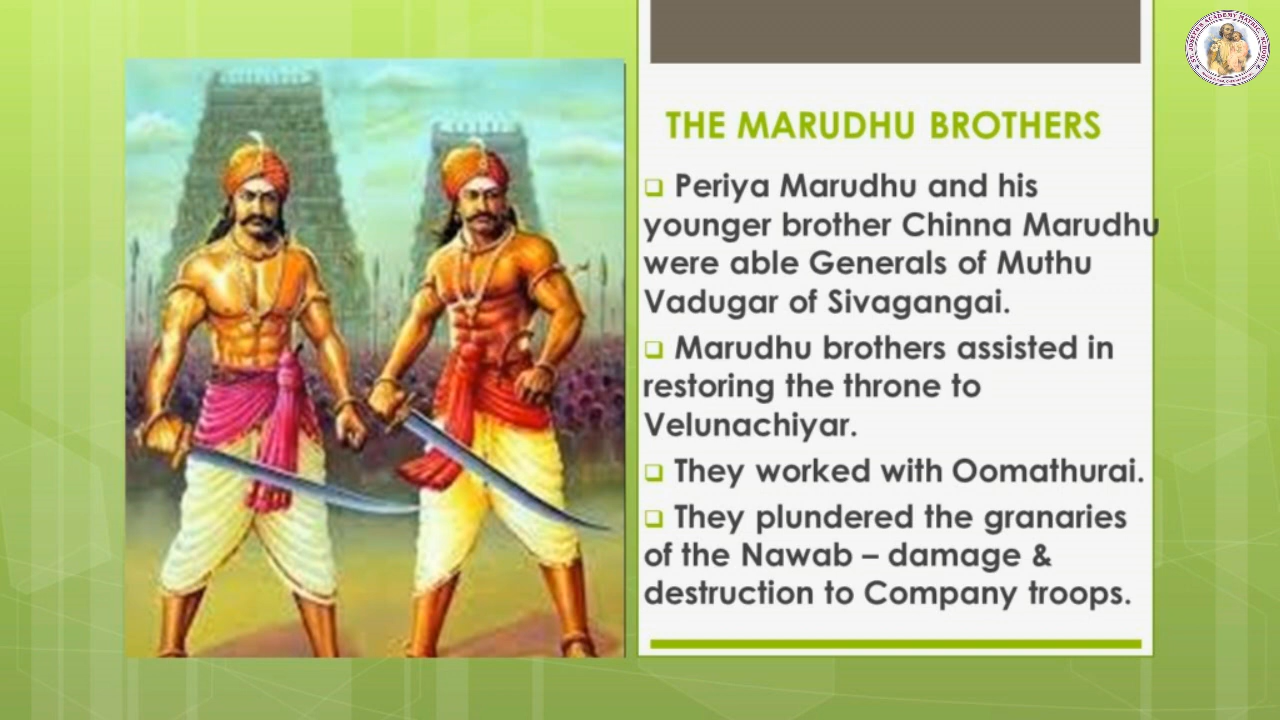 THE MARUDHU BROTHERS
❑ Periya Marudhu and his
younger brother Chinna Marudhu
were able Generals of Muthu
Vadugar of Sivagangai.
❑ Marudhu brothers assisted in
restoring the throne to
Velunachiyar.
❑ They worked with Oomathurai.
❑ They plundered the granaries
of the Nawab – damage &
destruction to Company troops.